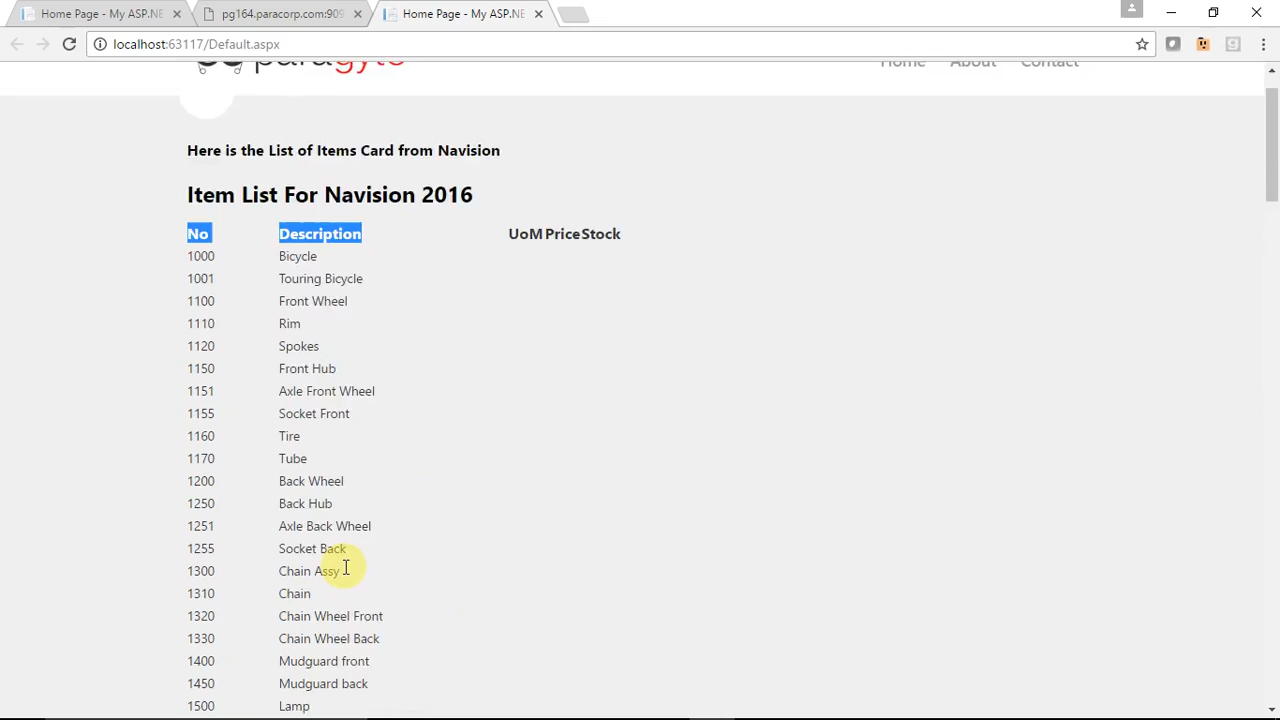 Home Page - My ASP.NE
pg164.paracorp.com:909
Home Page - My ASP.NE
localhost:63117/Default.aspx
paragyte
Home About Contact
Here is the List of Items Card from Navision
Item List For Navision 2016
No Description UoM Price Stock
1000 Bicycle
1001 Touring Bicycle
1100 Front Wheel
1110 Rim
1120 Spokes
1150 Front Hub
1151 Axle Front Wheel
1155 Socket Front
1160 Tire
1170 Tube
1200 Back Wheel
1250 Back Hub
1251 Axle Back Wheel
1255 Socket Back
1300 Chain Assy
1310 Chain
1320 Chain Wheel Front
1330 Chain Wheel Back
1400 Mudguard front
1450 Mudguard back
1500 Lamp